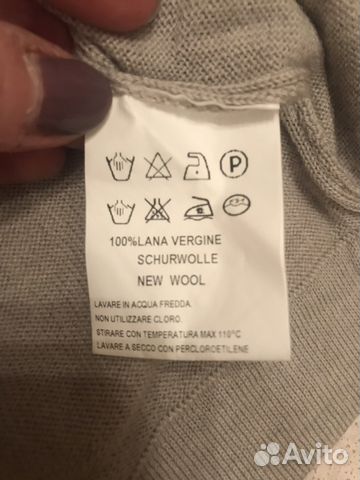 P
100%LANA VERGINE
SCHURWOLLE
NEW WOOL
LAVARE IN ACQUA FREDDA.
NON UTILIZZARE CLORO.
STIRARE CON TEMPERATURA MAX 110°C
LAVARE A SECCO CON PERCLOROETILENE
Avito